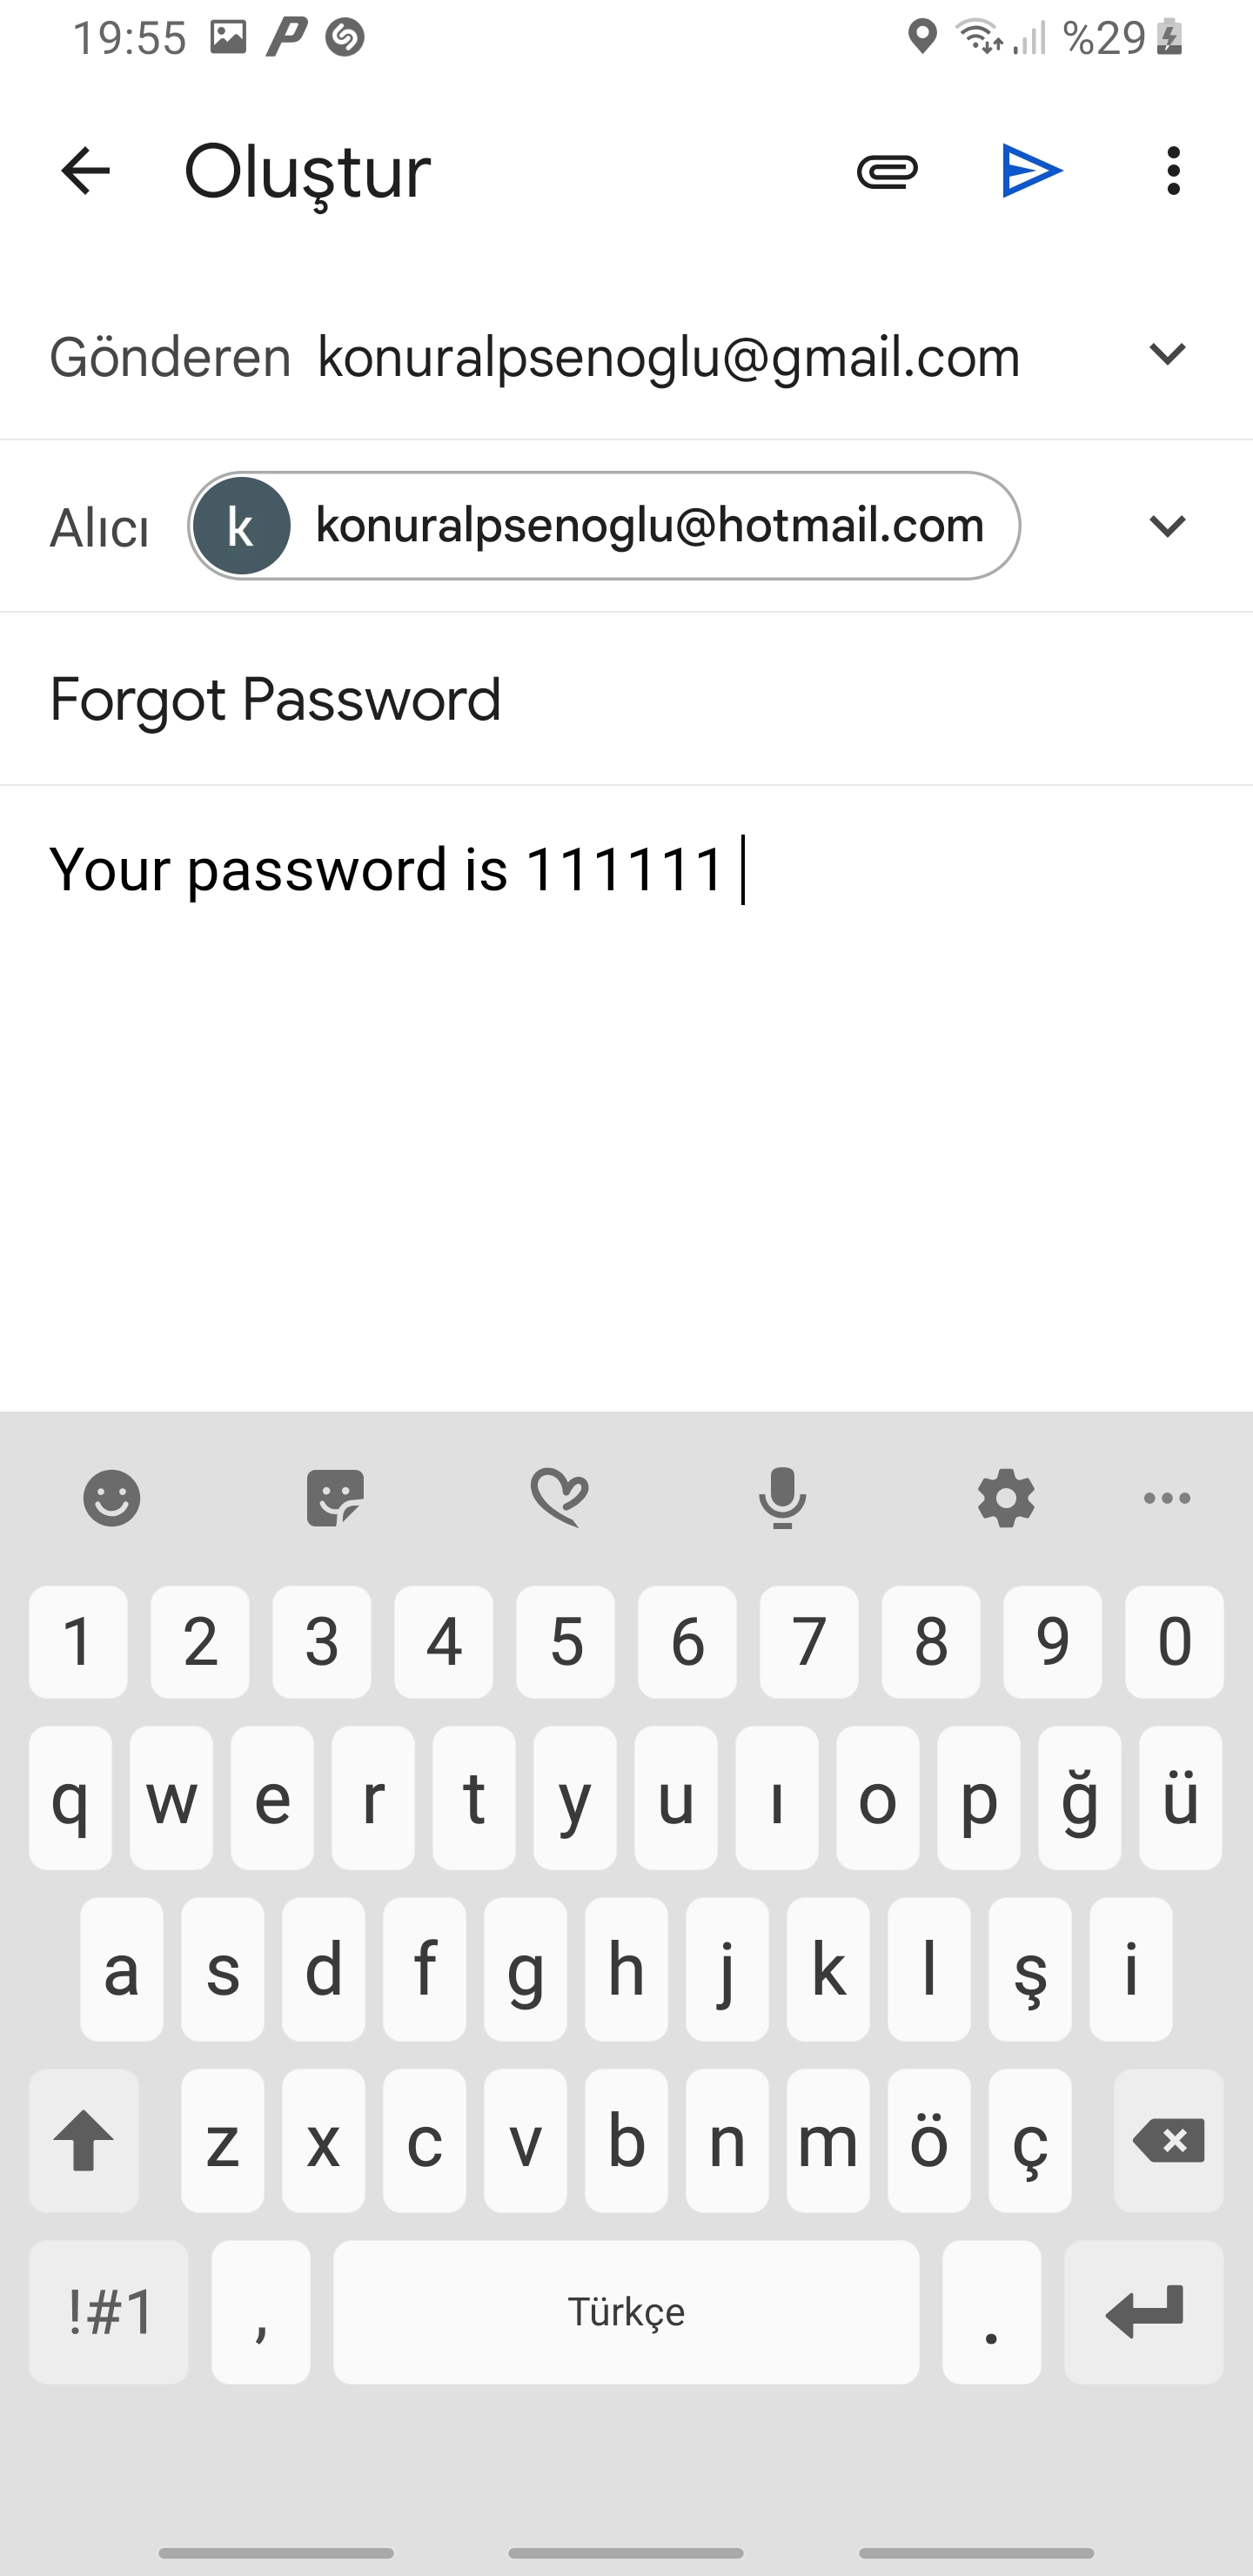 19:55 %29
Oluştur
Gönderen konuralpsenoglu@gmail.com
Alıcı k konuralpsenoglu@hotmail.com
Forgot Password
Your password is 111111
1 2 3 4 5 6 7 8 9 0
q w e r t y u ı o p ğ ü
a s d f g h j k l ş i
z x c v b n m ö ç
!#1 , Türkçe .